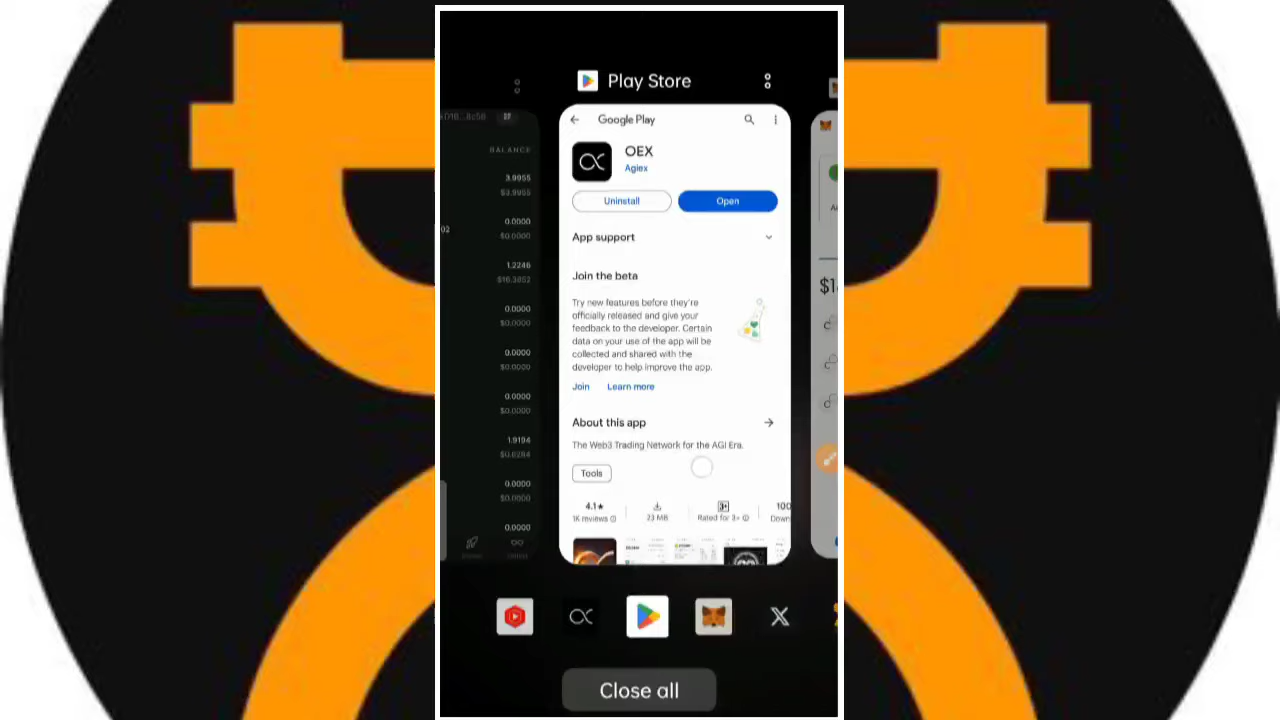 Play Store
Google Play
OEX
Agiex
Uninstall
Open
App support
Join the beta
Try new features before they're
officially released and give your
feedback to the developer. Certain
data on your use of the app will be
collected and shared with the
developer to help improve the app.
Join
Learn more
About this app
The Web3 Trading Network for the AGI Era.
Tools
4.1★
1K reviews
23 MB
3+
Rated for 3+
100
Down
BALANCE
3.9955
$3.9955
02
0.0000
$0.0000
1.2246
$16.3852
0.0000
$0.0000
0.0000
$0.0000
0.0000
$0.0000
1.9194
$0.0284
0.0000
$0.0000
0.0000
$1
Close all